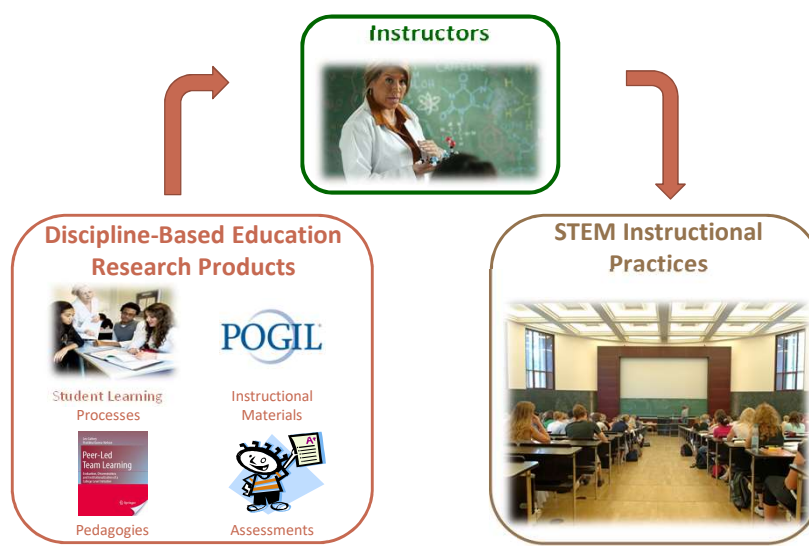 Instructors
Discipline-Based Education
Research Products
POGIL
Student Learning
Processes
Instructional
Materials
Peer-Led
Team Learning
Springer
A+
Pedagogies
Assessments
STEM Instructional
Practices